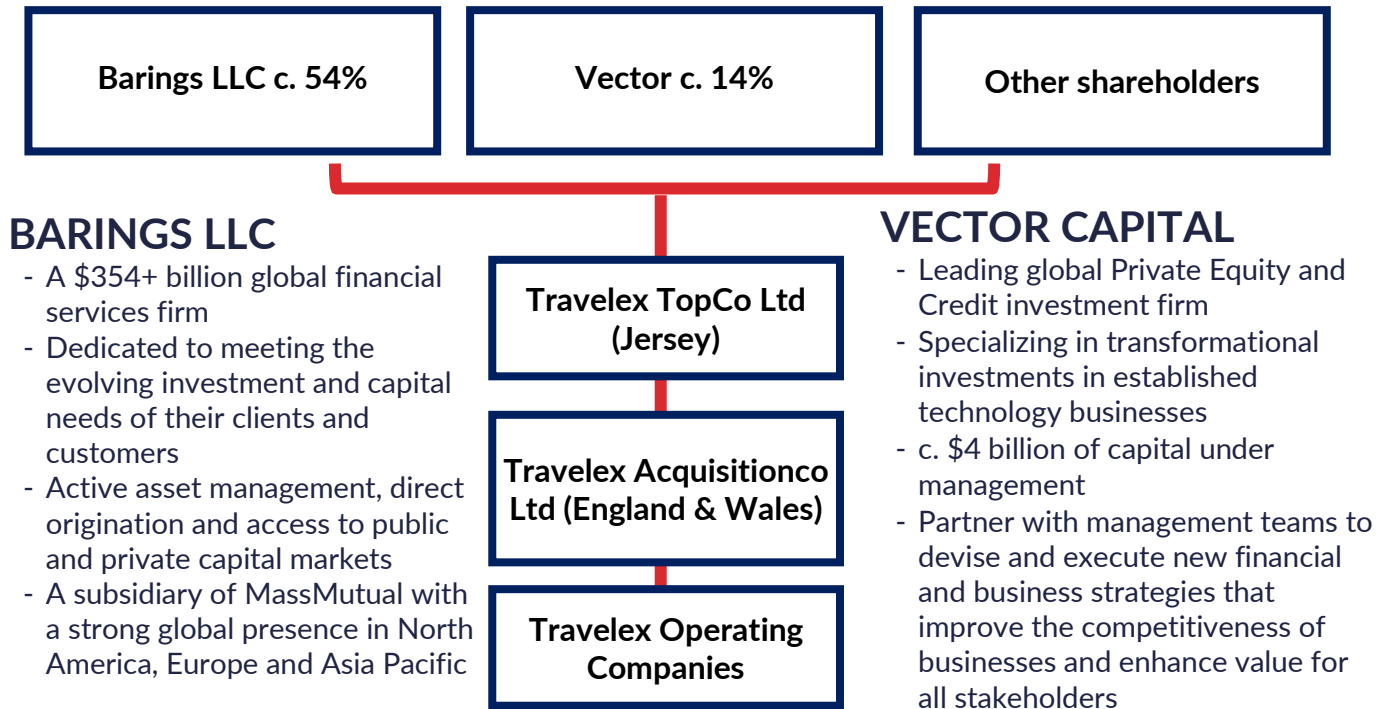 Barings LLC c. 54%
Vector c. 14%
Other shareholders
BARINGS LLC
- A $354+ billion global financial
services firm
- Dedicated to meeting the
evolving investment and capital
needs of their clients and
customers
- Active asset management, direct
origination and access to public
and private capital markets
- A subsidiary of MassMutual with
a strong global presence in North
America, Europe and Asia Pacific
Travelex TopCo Ltd
(Jersey)
Travelex Acquisitionco
Ltd (England & Wales)
Travelex Operating
Companies
VECTOR CAPITAL
- Leading global Private Equity and
Credit investment firm
- Specializing in transformational
investments in established
technology businesses
- c. $4 billion of capital under
management
- Partner with management teams to
devise and execute new financial
and business strategies that
improve the competitiveness of
businesses and enhance value for
all stakeholders